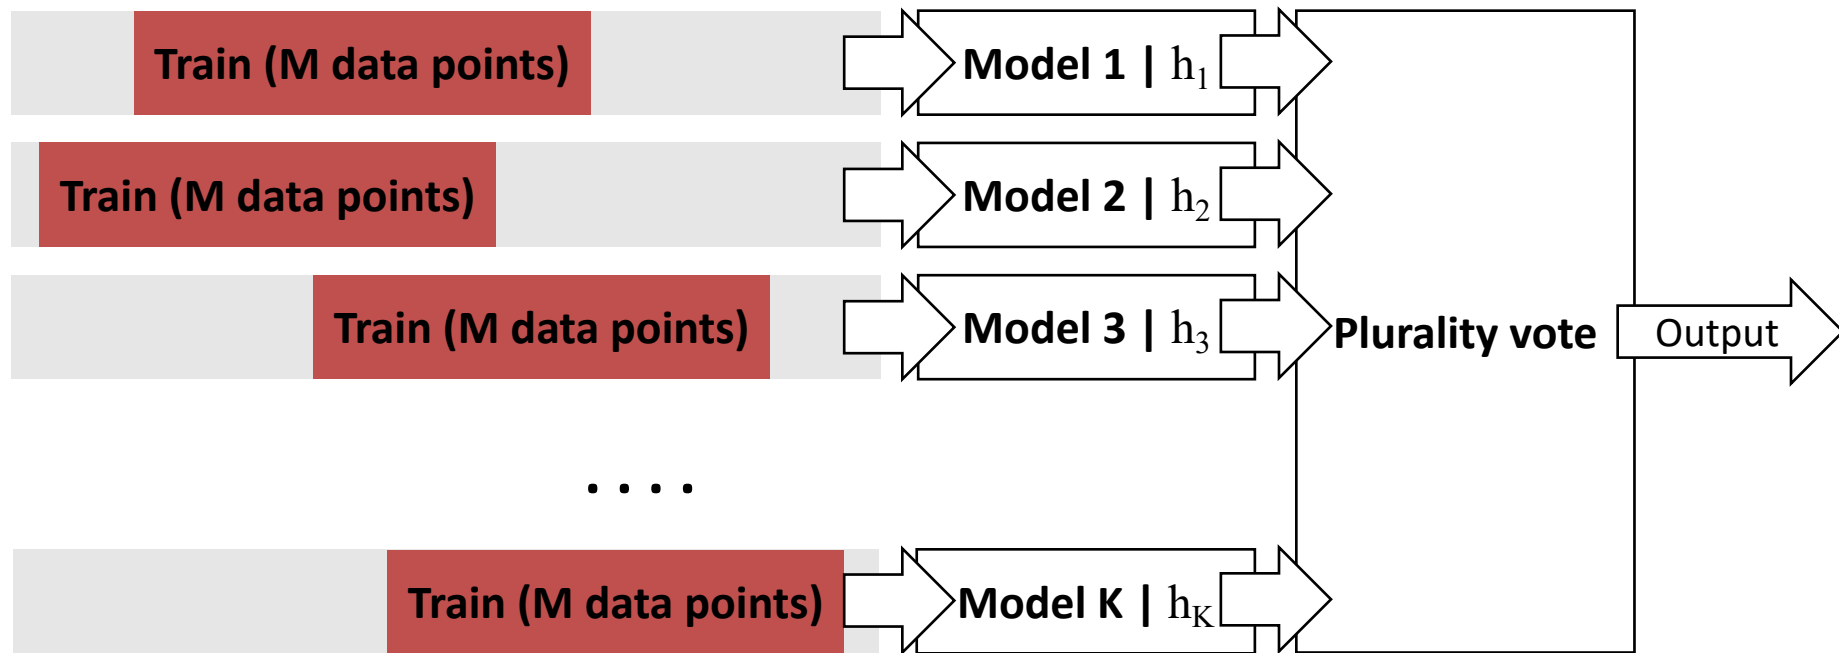 Train (M data points)
Model 1 | h₁
Train (M data points)
Model 2 | h₂
Train (M data points)
Model 3 | h₃
Plurality vote
Output
. . . .
Train (M data points)
Model K | h_K